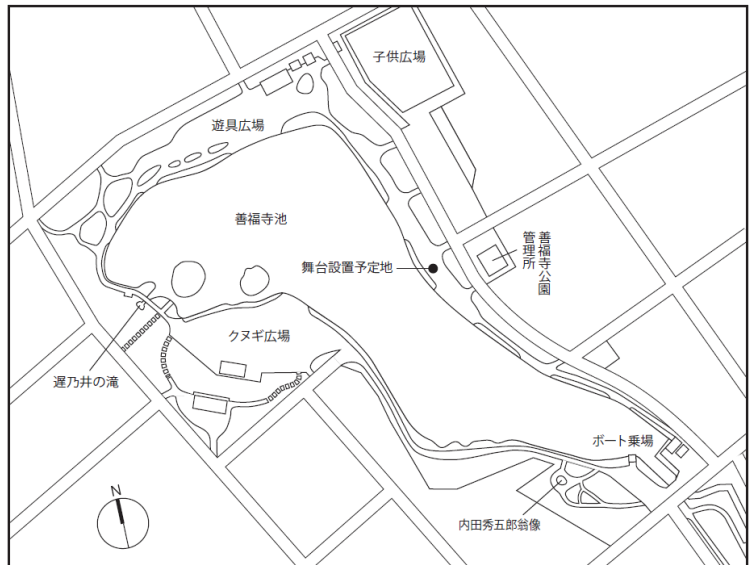 子供広場
遊具広場
善福寺池
舞台設置予定地
善福寺公園
管理所
クヌギ広場
遅乃井の滝
ボート乗場
内田秀五郎翁像
N